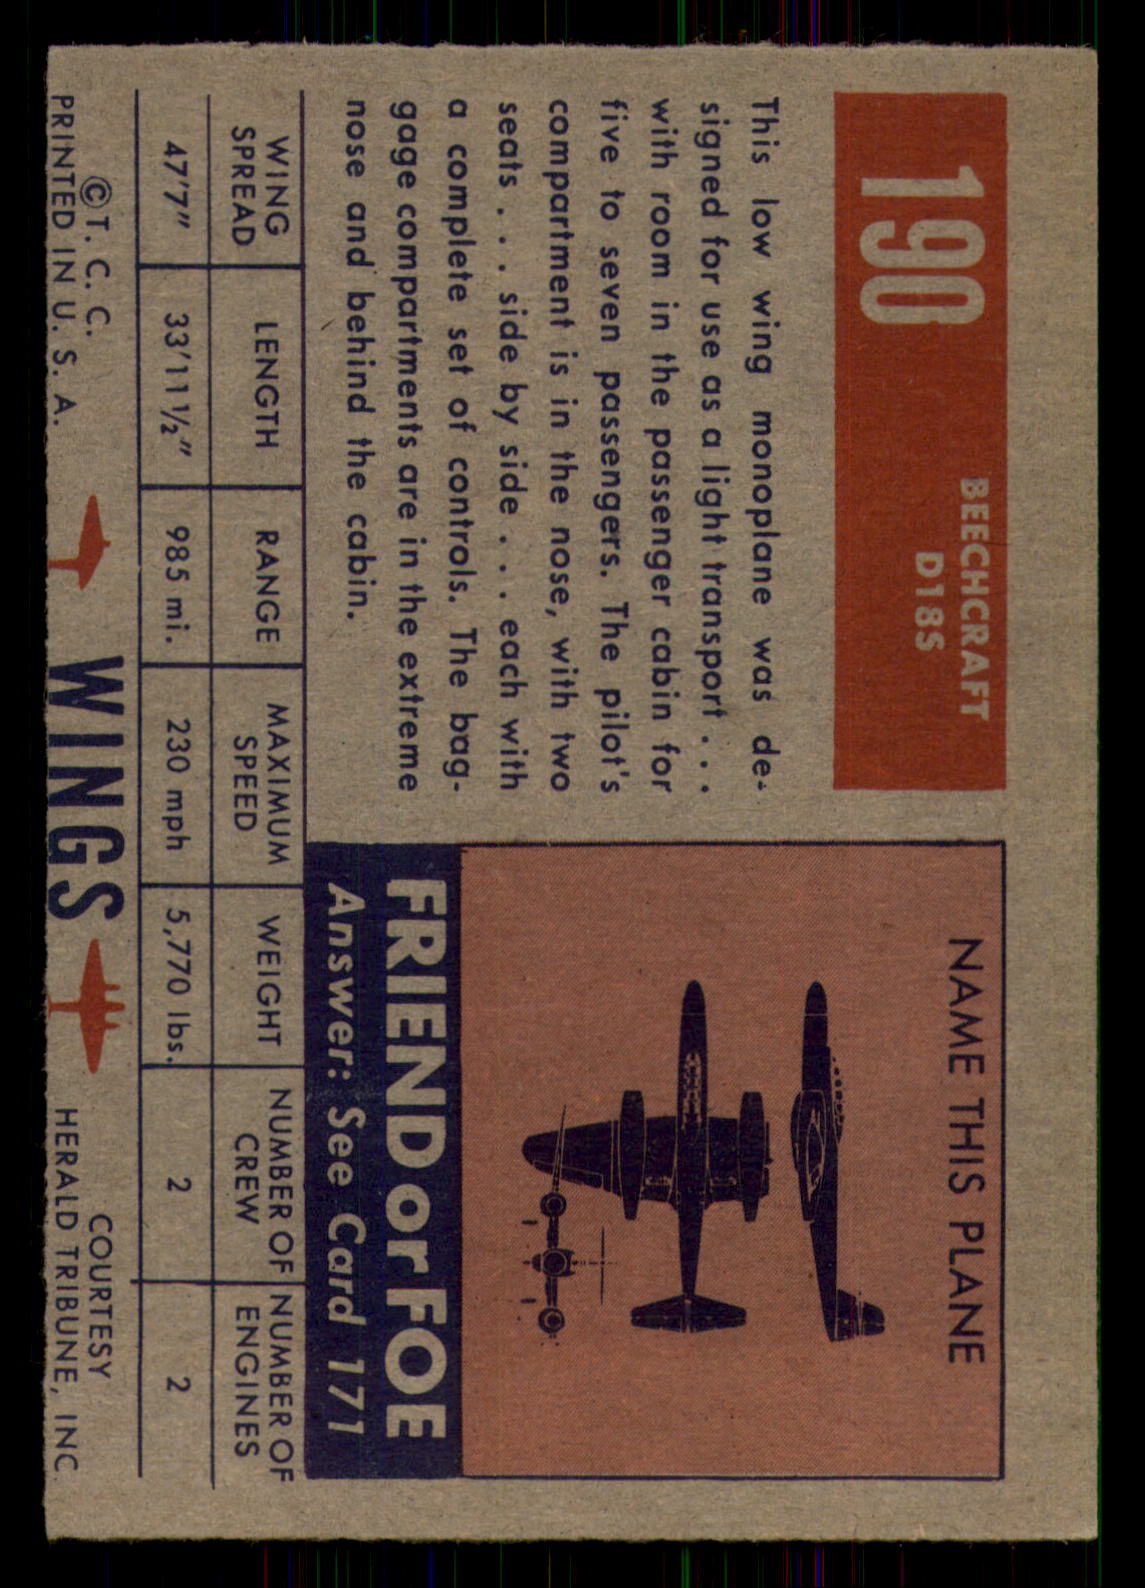 190
BEECHCRAFT
D18S
This low wing monoplane was de-
signed for use as a light transport . . .
with room in the passenger cabin for
five to seven passengers. The pilot's
compartment is in the nose, with two
seats . . . side by side . . . each with
a complete set of controls. The bag-
gage compartments are in the extreme
nose and behind the cabin.
NAME THIS PLANE
FRIEND or FOE
Answer: See Card 171
WING SPREAD LENGTH RANGE MAXIMUM SPEED WEIGHT NUMBER OF CREW NUMBER OF ENGINES
47'7" 33'11½" 985 mi. 230 mph 5,770 lbs. 2 2
©T. C. C.
PRINTED IN U. S. A.
WINGS
COURTESY
HERALD TRIBUNE, INC.